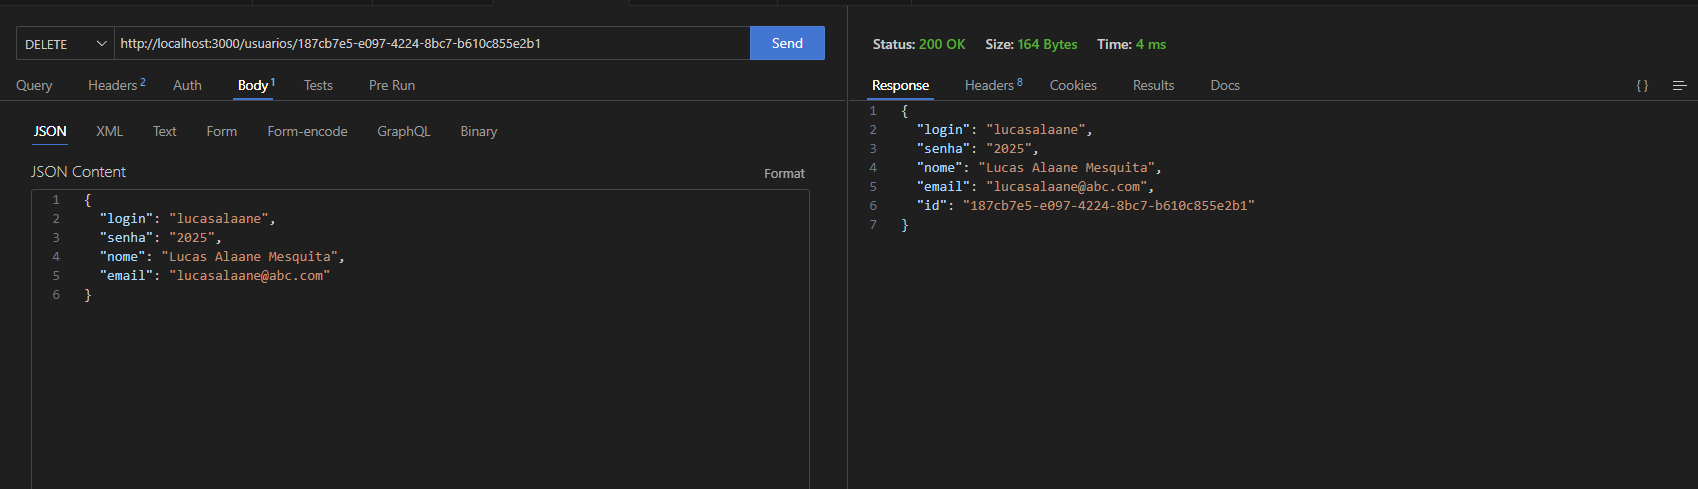 DELETE http://localhost:3000/usuarios/187cb7e5-e097-4224-8bc7-b610c855e2b1 Send
Query Headers 2 Auth Body 1 Tests Pre Run
JSON XML Text Form Form-encode GraphQL Binary
JSON Content Format
1 {
2 "login": "lucasalaane",
3 "senha": "2025",
4 "nome": "Lucas Alaane Mesquita",
5 "email": "lucasalaane@abc.com"
6 }
Status: 200 OK Size: 164 Bytes Time: 4 ms
Response Headers 8 Cookies Results Docs { }
1 {
2 "login": "lucasalaane",
3 "senha": "2025",
4 "nome": "Lucas Alaane Mesquita",
5 "email": "lucasalaane@abc.com",
6 "id": "187cb7e5-e097-4224-8bc7-b610c855e2b1"
7 }